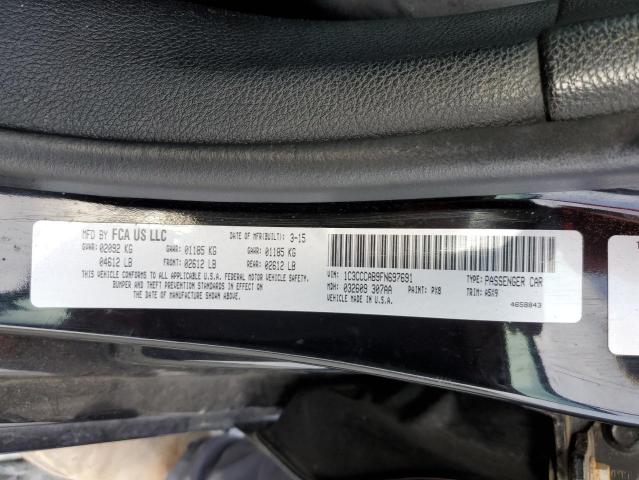 MFD BY FCA US LLC
DATE OF MFR(BUILT): 3-15
GVWR: 02092 KG GAWR: 01185 KG GAWR: 01185 KG
04612 LB FRONT: 02612 LB REAR: 02612 LB
THIS VEHICLE CONFORMS TO ALL APPLICABLE U.S.A. FEDERAL MOTOR VEHICLE SAFETY,
BUMPER AND THEFT PREVENTION STANDARDS IN EFFECT ON
THE DATE OF MANUFACTURE SHOWN ABOVE.
VIN: 1C3CCCAB9FN697691 TYPE: PASSENGER CAR
MDH: 032609 307AA PAINT: PX8 TRIM: A5X9
VEHICLE MADE IN U.S.A.
4658843